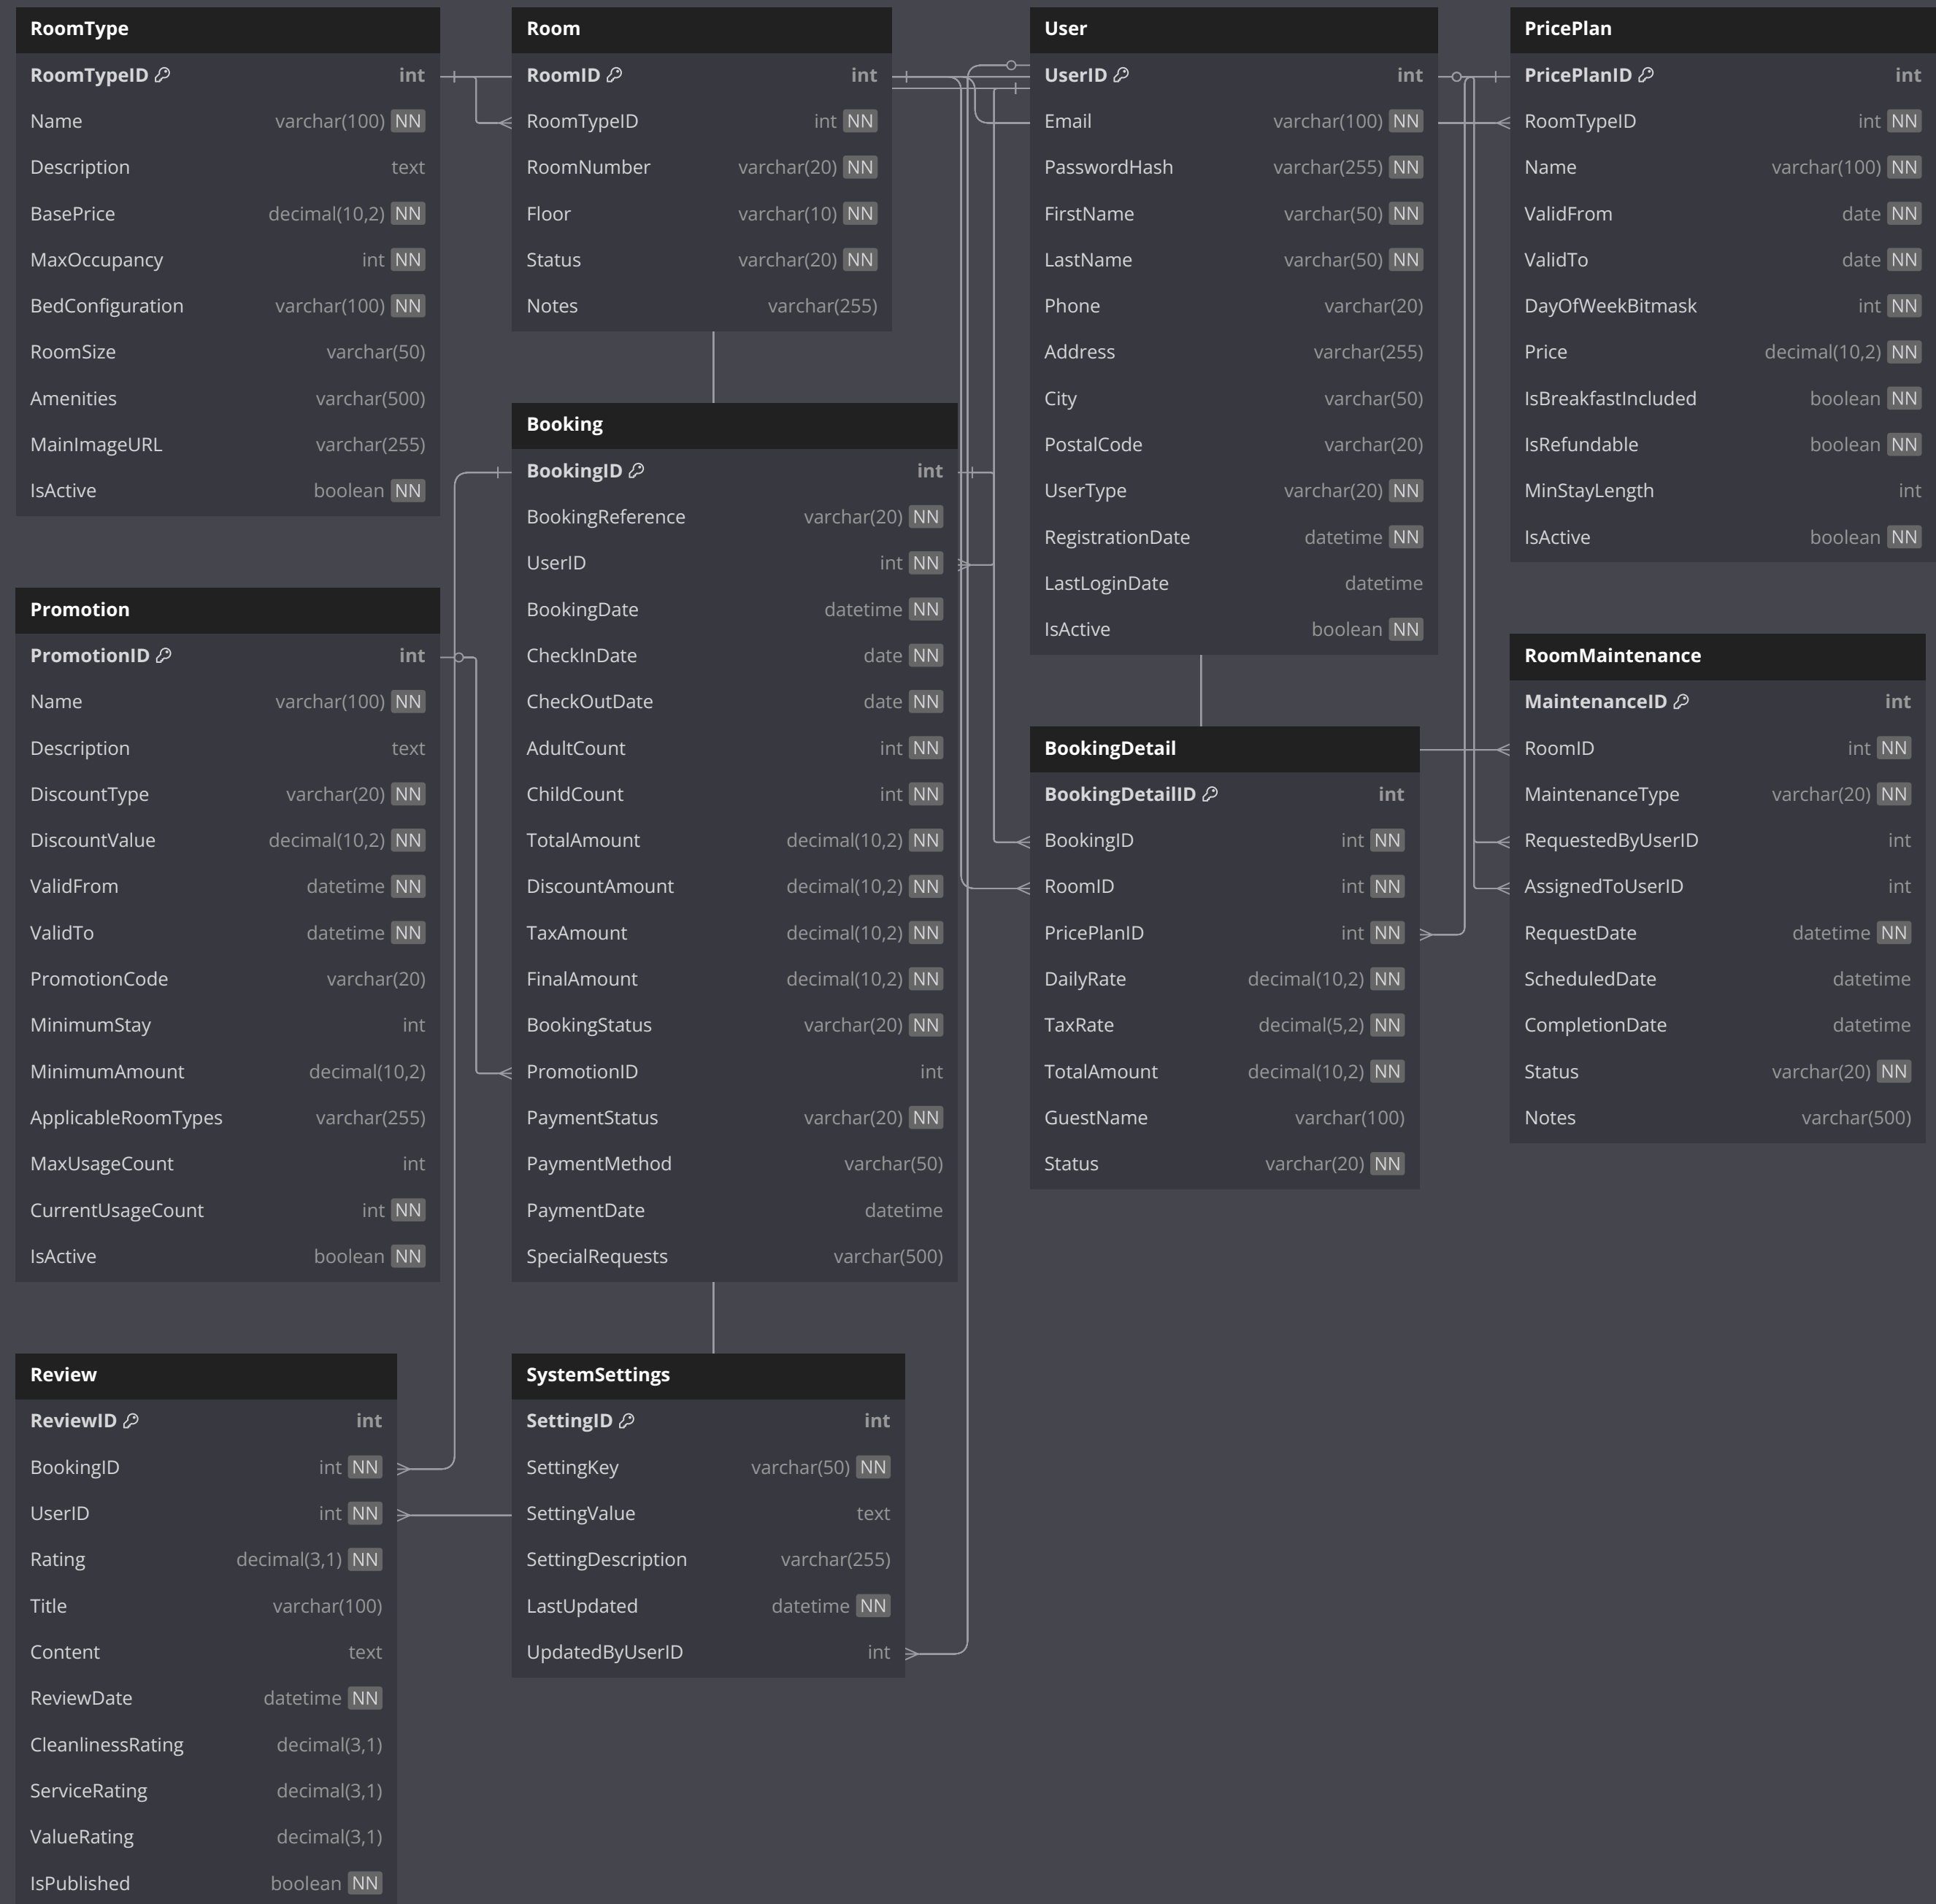 RoomType
RoomTypeID int
Name varchar(100) NN
Description text
BasePrice decimal(10,2) NN
MaxOccupancy int NN
BedConfiguration varchar(100) NN
RoomSize varchar(50)
Amenities varchar(500)
MainImageURL varchar(255)
IsActive boolean NN
Room
RoomID int
RoomTypeID int NN
RoomNumber varchar(20) NN
Floor varchar(10) NN
Status varchar(20) NN
Notes varchar(255)
User
UserID int
Email varchar(100) NN
PasswordHash varchar(255) NN
FirstName varchar(50) NN
LastName varchar(50) NN
Phone varchar(20)
Address varchar(255)
City varchar(50)
PostalCode varchar(20)
UserType varchar(20) NN
RegistrationDate datetime NN
LastLoginDate datetime
IsActive boolean NN
PricePlan
PricePlanID int
RoomTypeID int NN
Name varchar(100) NN
ValidFrom date NN
ValidTo date NN
DayOfWeekBitmask int NN
Price decimal(10,2) NN
IsBreakfastIncluded boolean NN
IsRefundable boolean NN
MinStayLength int
IsActive boolean NN
Booking
BookingID int
BookingReference varchar(20) NN
UserID int NN
BookingDate datetime NN
CheckInDate date NN
CheckOutDate date NN
AdultCount int NN
ChildCount int NN
TotalAmount decimal(10,2) NN
DiscountAmount decimal(10,2) NN
TaxAmount decimal(10,2) NN
FinalAmount decimal(10,2) NN
BookingStatus varchar(20) NN
PromotionID int
PaymentStatus varchar(20) NN
PaymentMethod varchar(50)
PaymentDate datetime
SpecialRequests varchar(500)
Promotion
PromotionID int
Name varchar(100) NN
Description text
DiscountType varchar(20) NN
DiscountValue decimal(10,2) NN
ValidFrom datetime NN
ValidTo datetime NN
PromotionCode varchar(20)
MinimumStay int
MinimumAmount decimal(10,2)
ApplicableRoomTypes varchar(255)
MaxUsageCount int
CurrentUsageCount int NN
IsActive boolean NN
BookingDetail
BookingDetailID int
BookingID int NN
RoomID int NN
PricePlanID int NN
DailyRate decimal(10,2) NN
TaxRate decimal(5,2) NN
TotalAmount decimal(10,2) NN
GuestName varchar(100)
Status varchar(20) NN
RoomMaintenance
MaintenanceID int
RoomID int NN
MaintenanceType varchar(20) NN
RequestedByUserID int
AssignedToUserID int
RequestDate datetime NN
ScheduledDate datetime
CompletionDate datetime
Status varchar(20) NN
Notes varchar(500)
Review
ReviewID int
BookingID int NN
UserID int NN
Rating decimal(3,1) NN
Title varchar(100)
Content text
ReviewDate datetime NN
CleanlinessRating decimal(3,1)
ServiceRating decimal(3,1)
ValueRating decimal(3,1)
IsPublished boolean NN
SystemSettings
SettingID int
SettingKey varchar(50) NN
SettingValue text
SettingDescription varchar(255)
LastUpdated datetime NN
UpdatedByUserID int